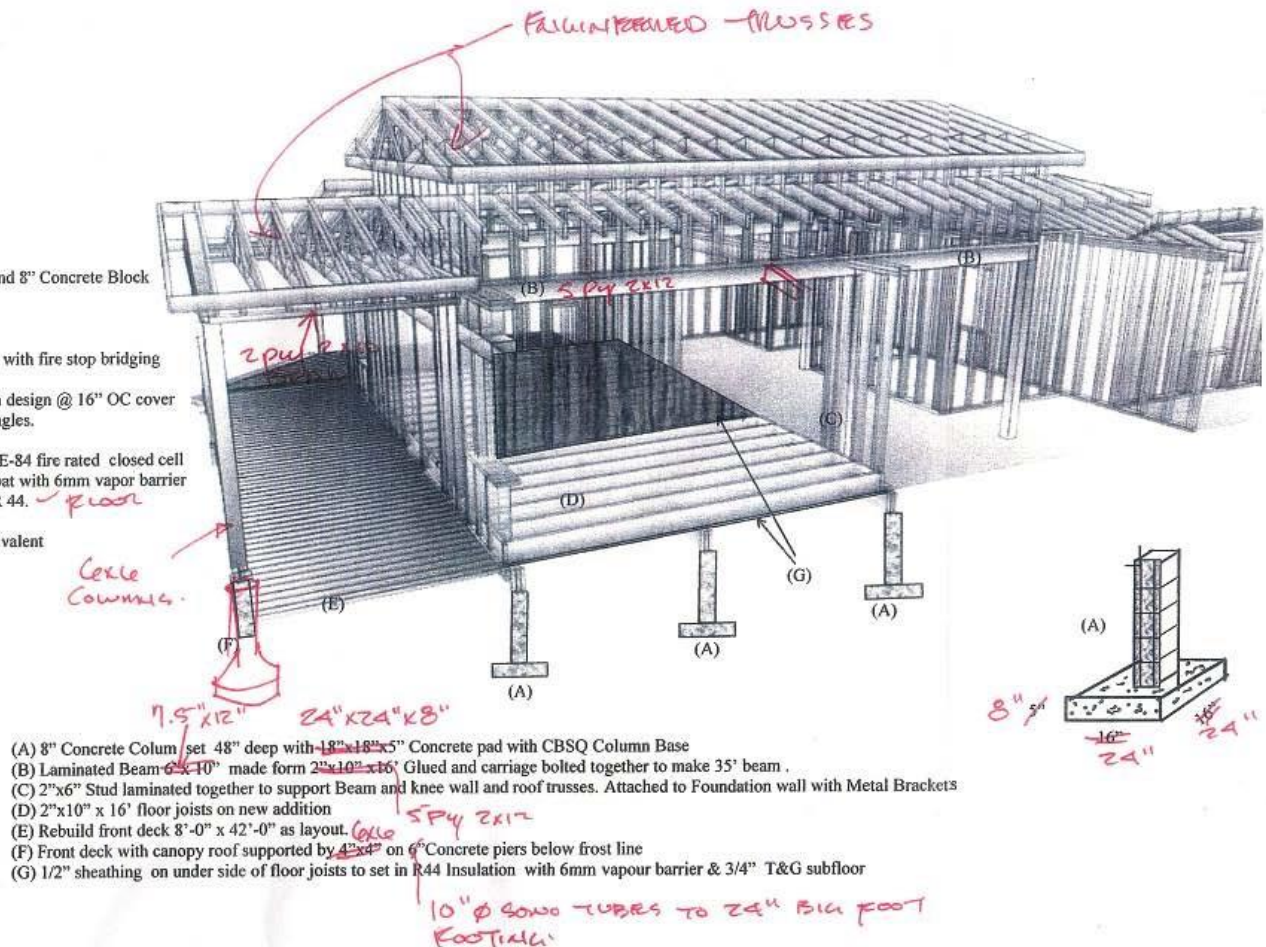 ENGINEERED TRUSSES
nd 8" Concrete Block
with fire stop bridging
design @ 16" OC cover
gles.
E-84 fire rated closed cell
bat with 6mm vapor barrier
44. FLOOR
valent
6x6
COLUMNS.
2 PLY
(B) 5 Ply 2x12
(B)
(C)
(D)
(E)
(F)
(G)
(A)
(A)
(A)
(A)
8" 5"
16" 16"
24" 24"
7.5"x12" 24"x24"x8"
(A) 8" Concrete Colum set 48" deep with 18"x18"x5" Concrete pad with CBSQ Column Base
(B) Laminated Beam 6"x 10" made form 2"x10" x16' Glued and carriage bolted together to make 35' beam .
(C) 2"x6" Stud laminated together to support Beam and knee wall and roof trusses. Attached to Foundation wall with Metal Brackets
(D) 2"x10" x 16' floor joists on new addition
5 Ply 2x12
(E) Rebuild front deck 8'-0" x 42'-0" as layout.
6x6
(F) Front deck with canopy roof supported by 4"x4" on 6" Concrete piers below frost line
(G) 1/2" sheathing on under side of floor joists to set in R44 Insulation with 6mm vapour barrier & 3/4" T&G subfloor
10" Ø SONO TUBES TO 24" BIG FOOT
FOOTING.